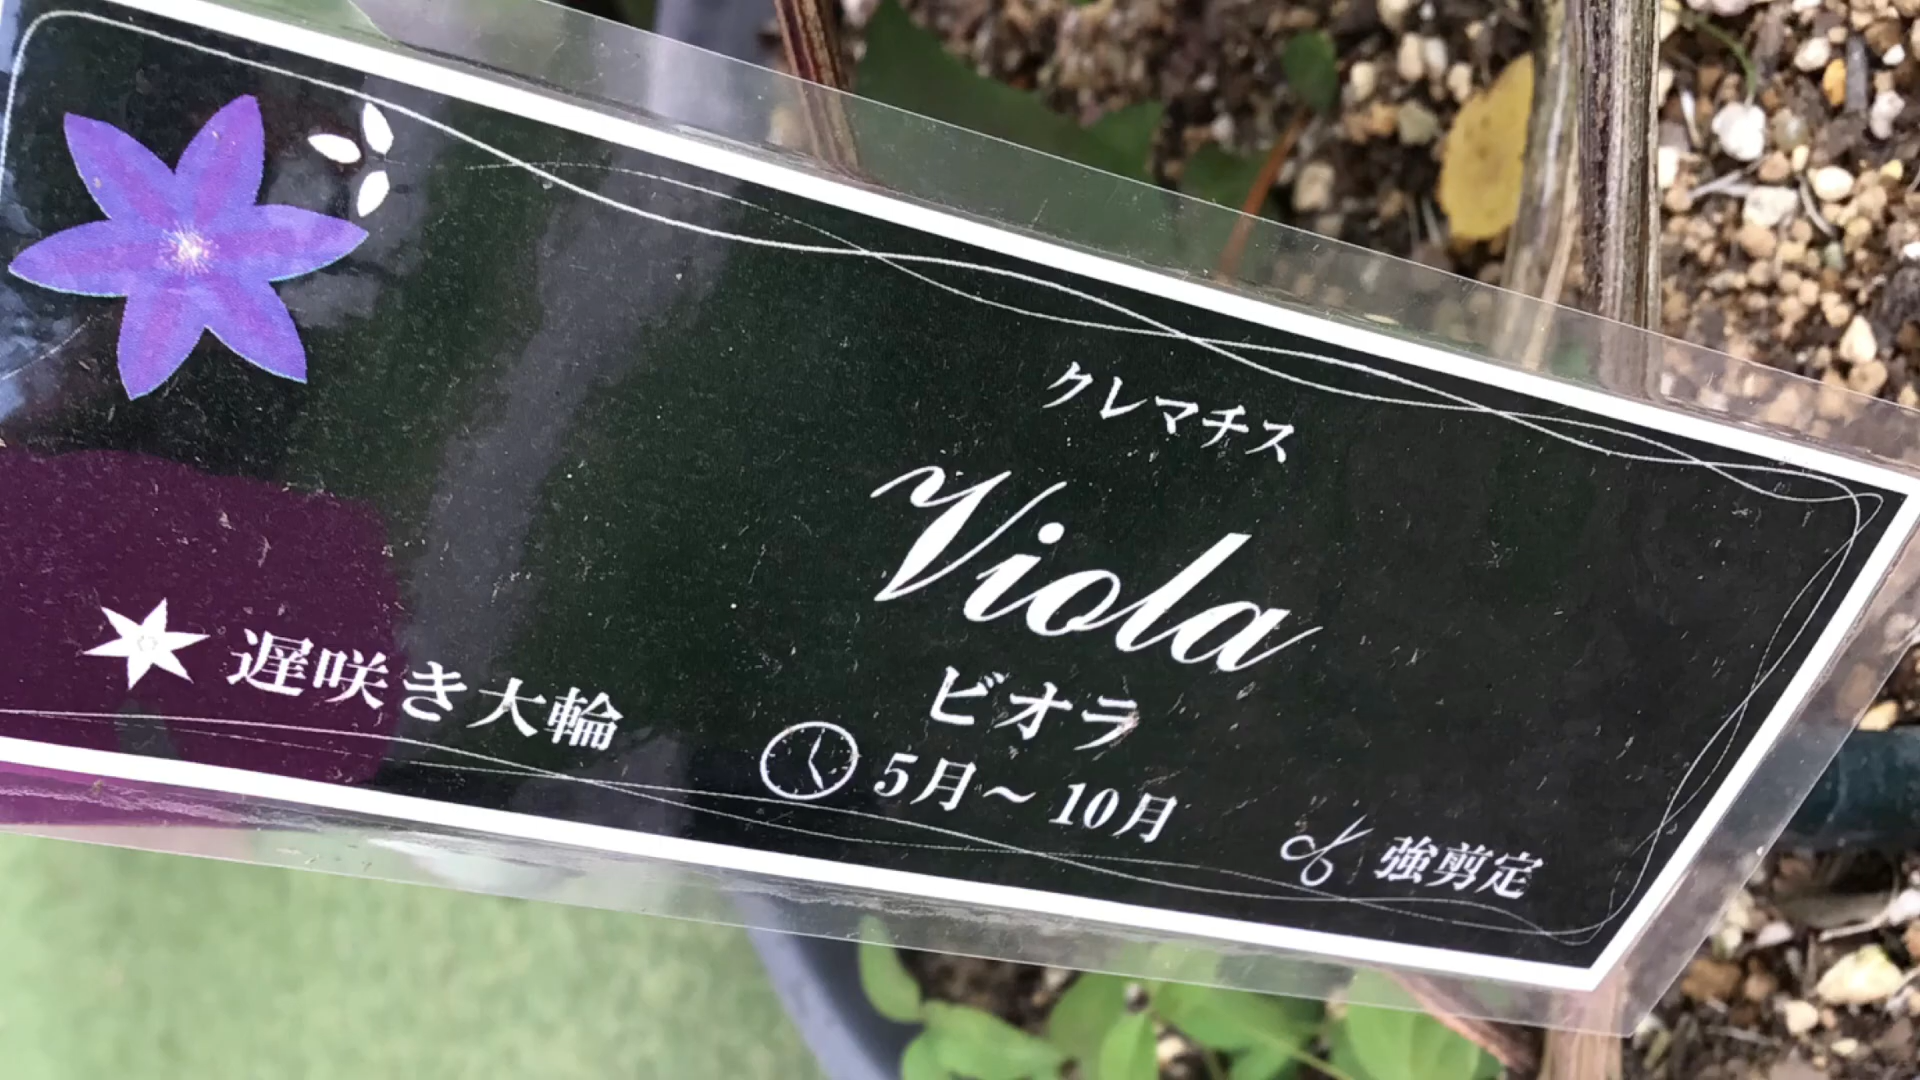 クレマチス
Viola
ビオラ
遅咲き大輪
5月～10月
強剪定